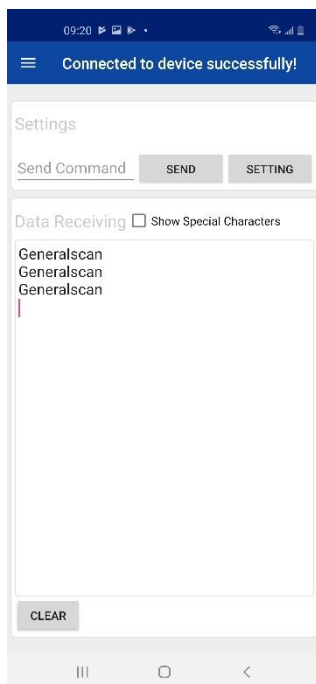 09:20
Connected to device successfully!
Settings
Send Command SEND SETTING
Data Receiving Show Special Characters
Generalscan
Generalscan
Generalscan
CLEAR